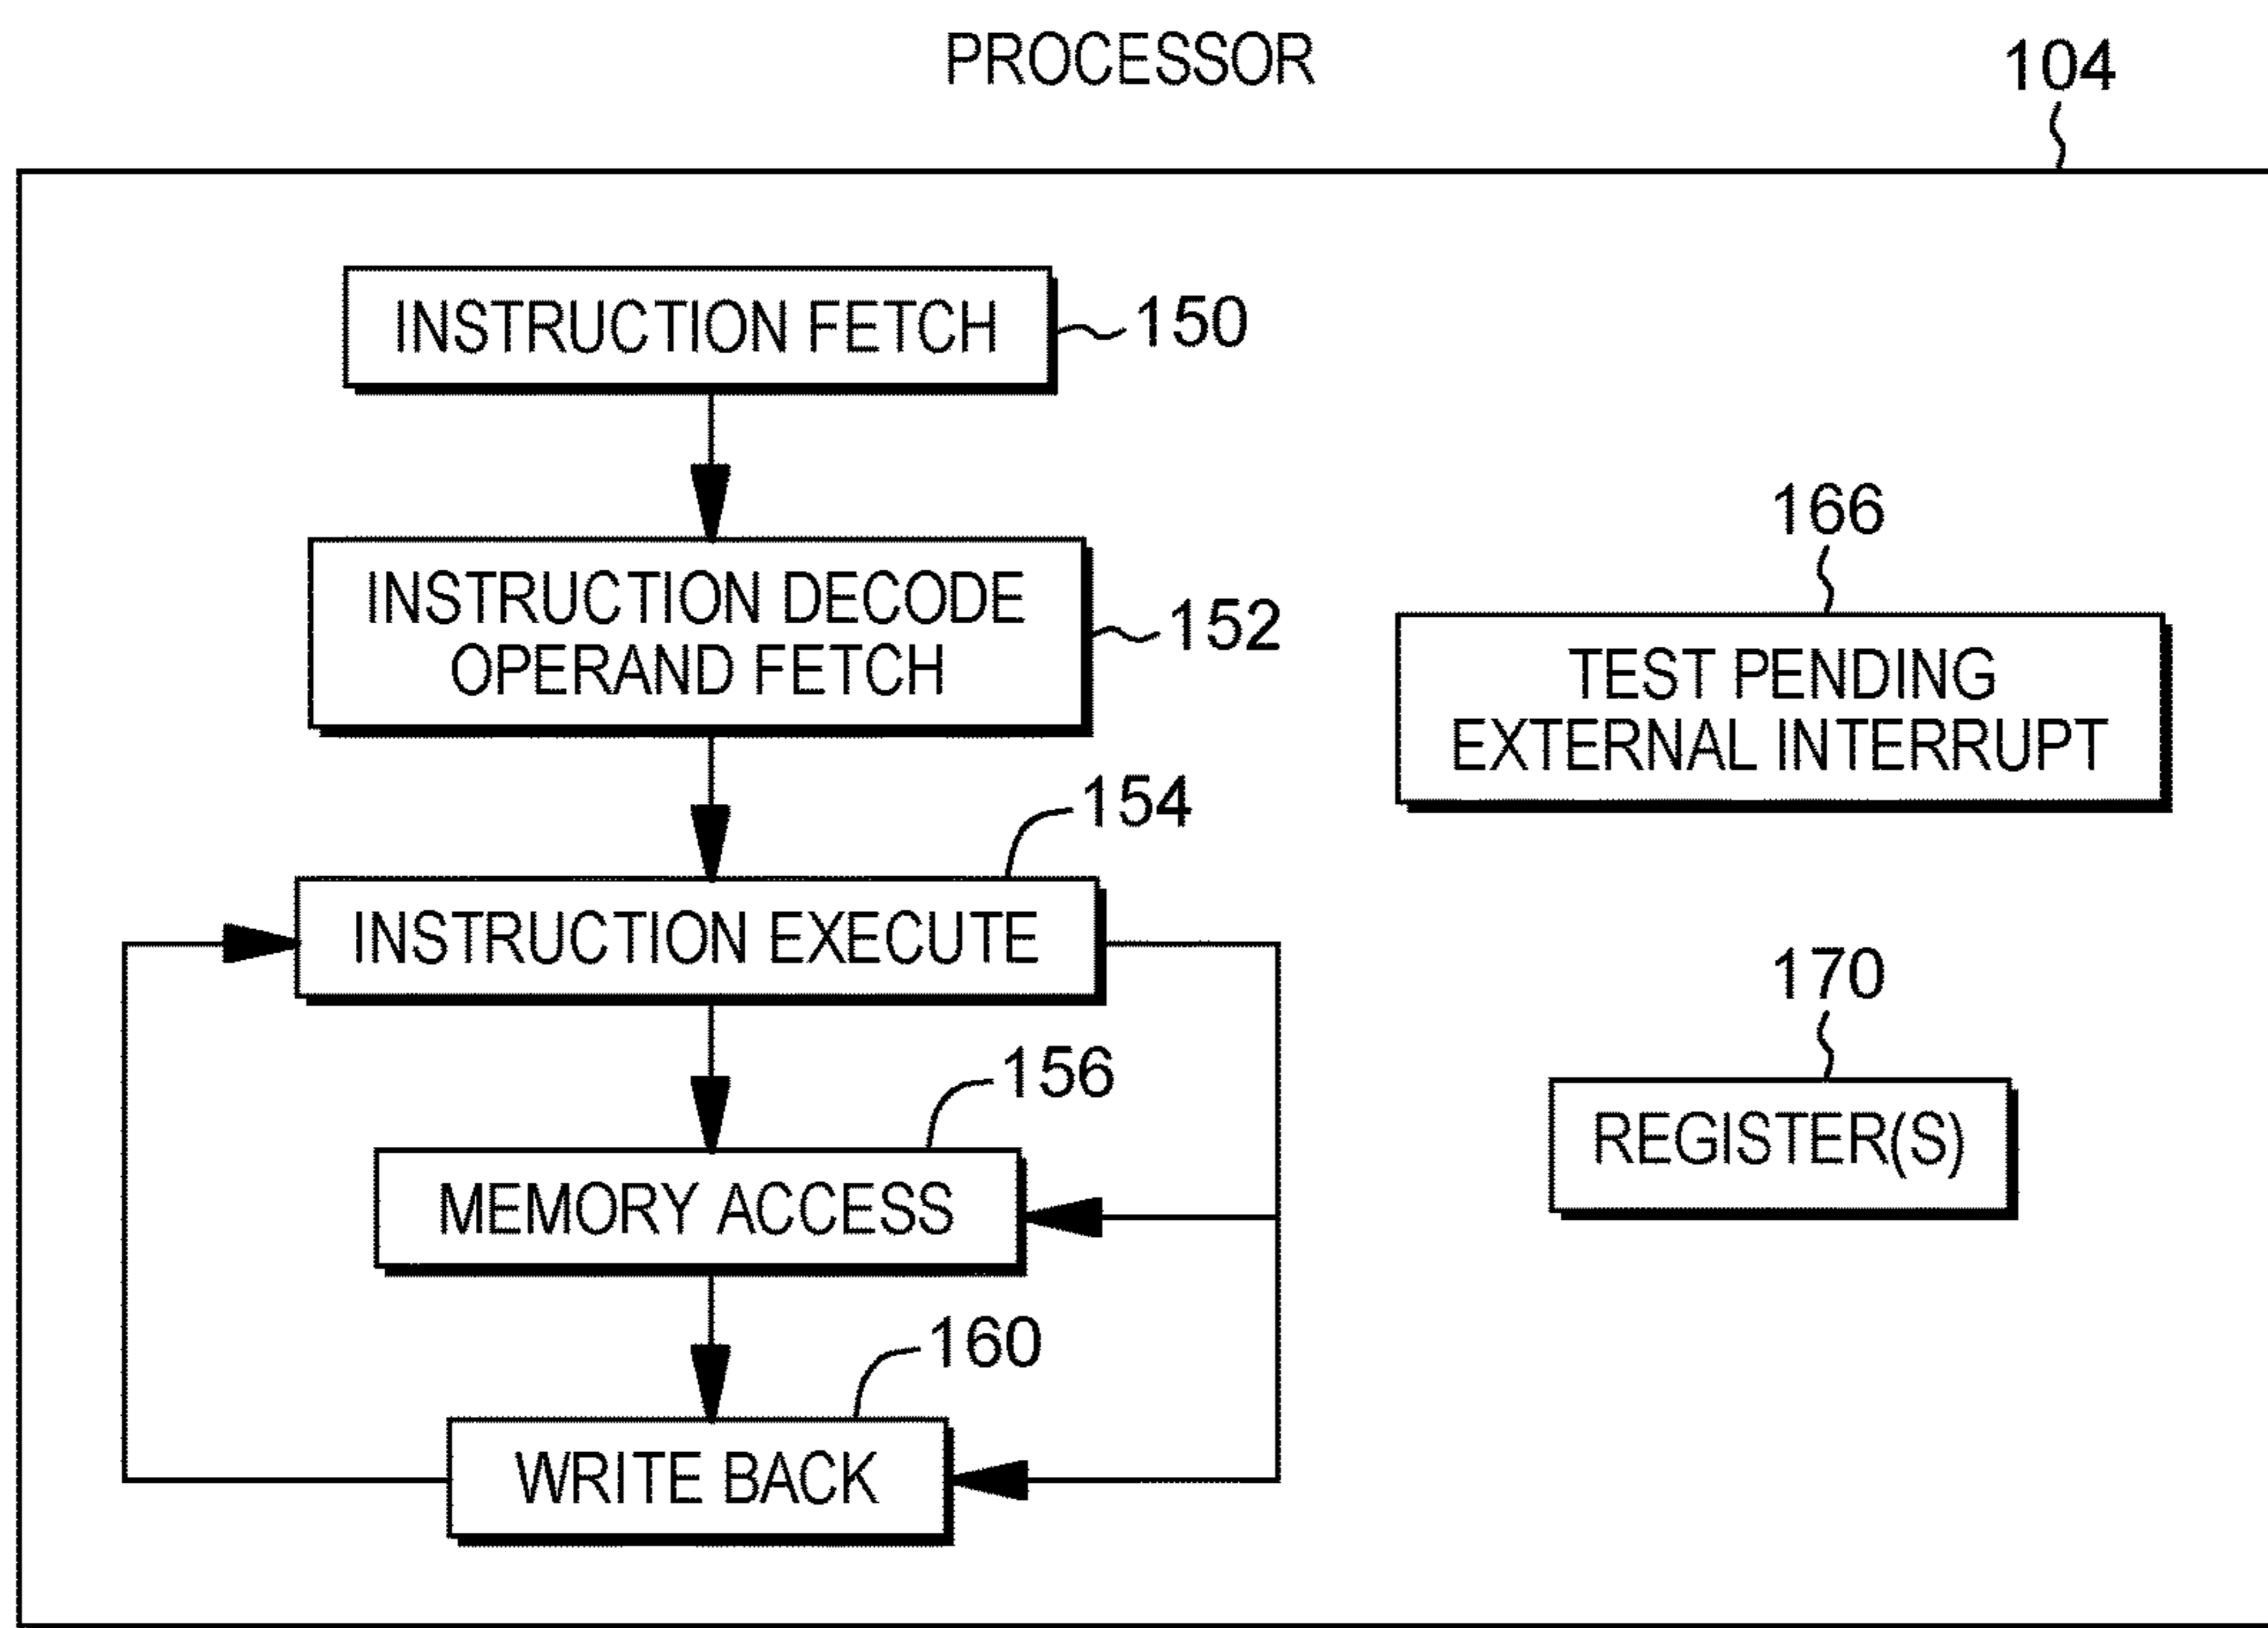 PROCESSOR
104
INSTRUCTION FETCH
150
INSTRUCTION DECODE
OPERAND FETCH
152
166
TEST PENDING
EXTERNAL INTERRUPT
154
INSTRUCTION EXECUTE
170
REGISTER(S)
156
MEMORY ACCESS
160
WRITE BACK